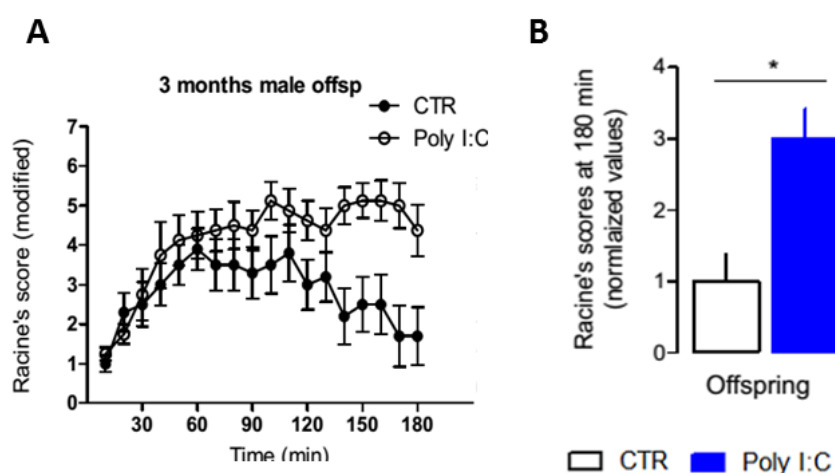 A
3 months male offsp
CTR
Poly I:C
Racine's score (modified)
7
6
5
4
3
2
1
0
30
60
90
120
150
180
Time (min)
B
*
Racine's scores at 180 min
(normlaized values)
4
3
2
1
0
Offspring
CTR
Poly I:C